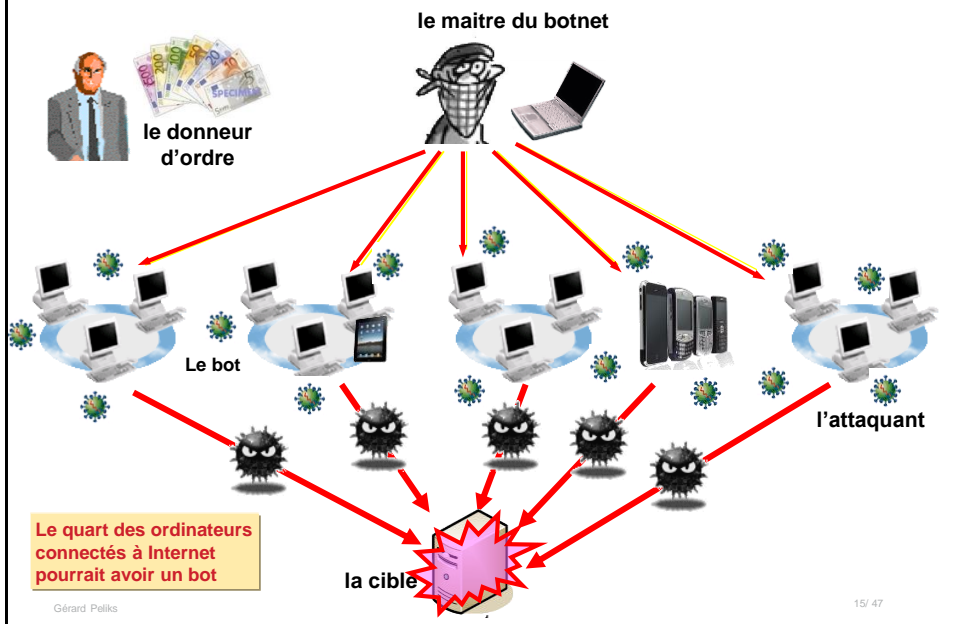 le maitre du botnet
le donneur
d'ordre
SPECIMEN
Le bot
l'attaquant
Le quart des ordinateurs
connectés à Internet
pourrait avoir un bot
la cible
Gérard Peliks
15/ 47